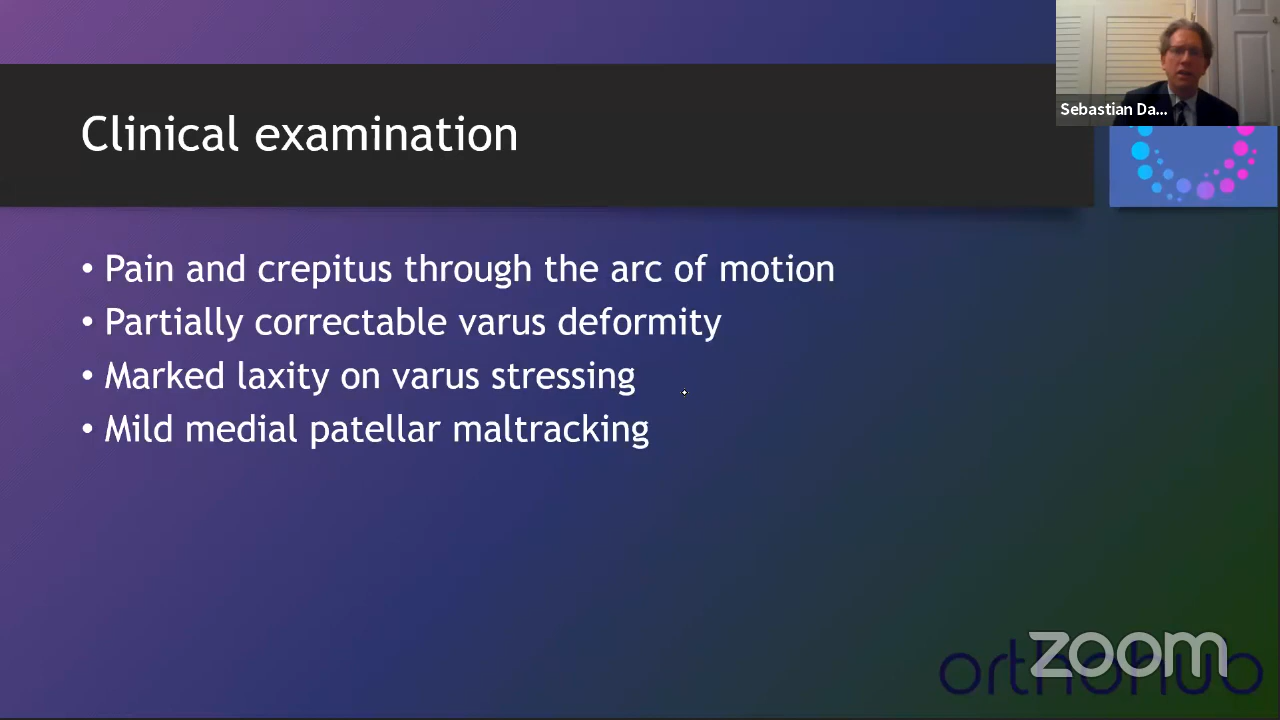 Clinical examination
Sebastian Da...
• Pain and crepitus through the arc of motion
• Partially correctable varus deformity
• Marked laxity on varus stressing
• Mild medial patellar maltracking
zoom
orthohub